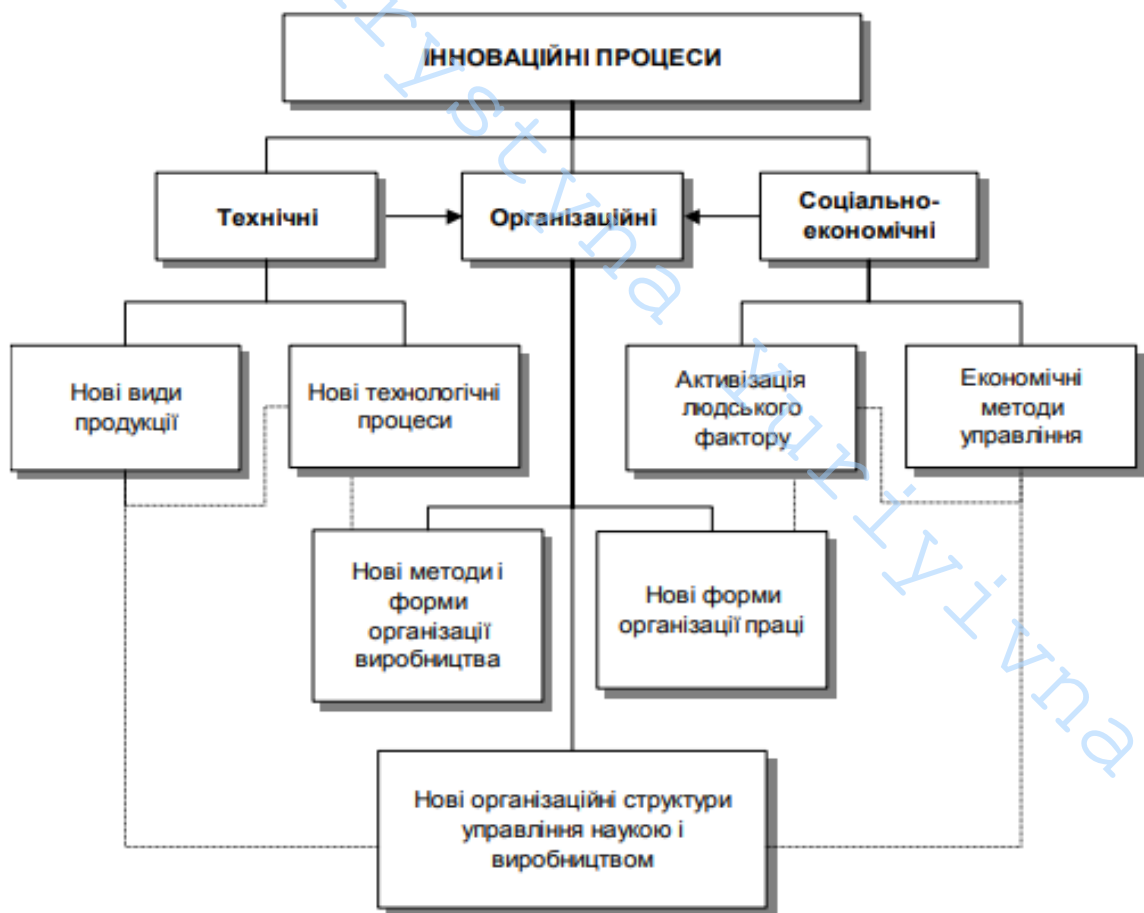 ІННОВАЦІЙНІ ПРОЦЕСИ
Технічні
Організаційні
Соціально-
економічні
Нові види
продукції
Нові технологічні
процеси
Активізація
людського
фактору
Економічні
методи
управління
Нові методи і
форми
організації
виробництва
Нові форми
організації праці
Нові організаційні структури
управління наукою і
виробництвом
yuriyivna